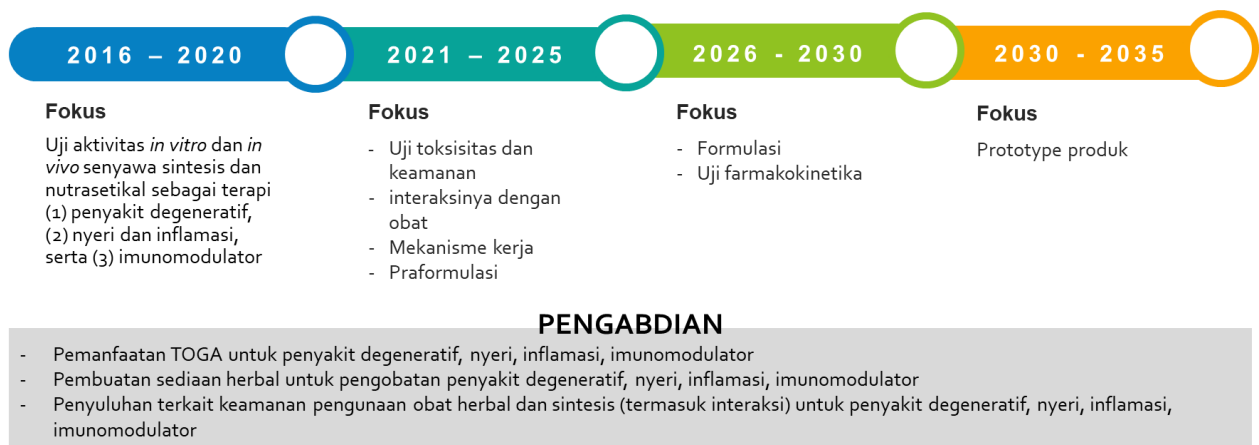 2016 – 2020
2021 – 2025
2026 - 2030
2030 - 2035
Fokus
Uji aktivitas in vitro dan in
vivo senyawa sintesis dan
nutrasetikal sebagai terapi
(1) penyakit degeneratif,
(2) nyeri dan inflamasi,
serta (3) imunomodulator
Fokus
- Uji toksisitas dan
keamanan
- interaksinya dengan
obat
- Mekanisme kerja
- Praformulasi
Fokus
- Formulasi
- Uji farmakokinetika
Fokus
Prototype produk
PENGABDIAN
- Pemanfaatan TOGA untuk penyakit degeneratif, nyeri, inflamasi, imunomodulator
- Pembuatan sediaan herbal untuk pengobatan penyakit degeneratif, nyeri, inflamasi, imunomodulator
- Penyuluhan terkait keamanan pengunaan obat herbal dan sintesis (termasuk interaksi) untuk penyakit degeneratif, nyeri, inflamasi,
imunomodulator